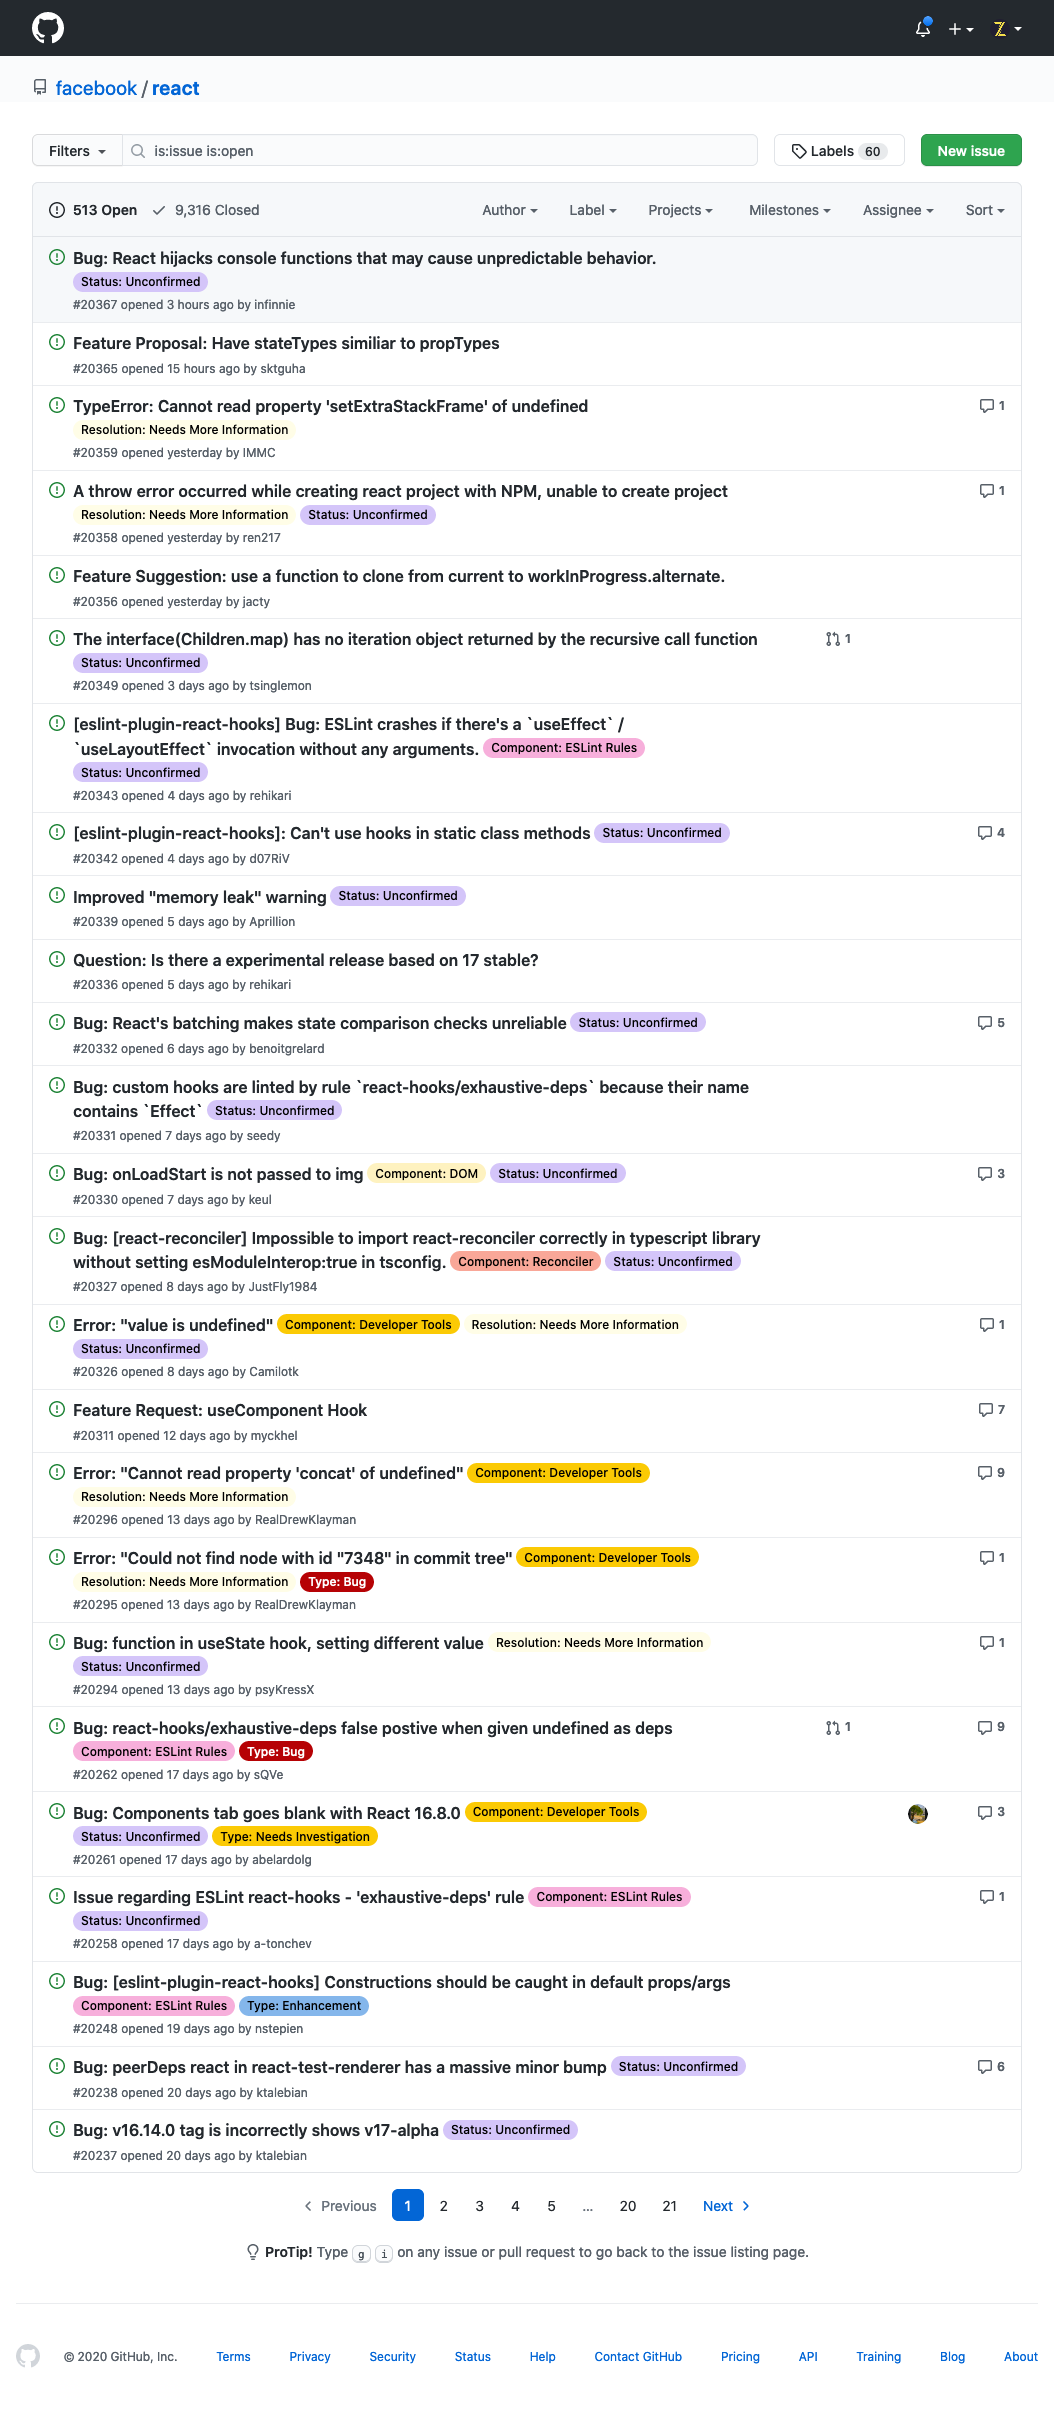 facebook / react
Filters is:issue is:open Labels 60 New issue
513 Open 9,316 Closed Author Label Projects Milestones Assignee Sort
Bug: React hijacks console functions that may cause unpredictable behavior.
Status: Unconfirmed
#20367 opened 3 hours ago by infinnie
Feature Proposal: Have stateTypes similiar to propTypes
#20365 opened 15 hours ago by sktguha
TypeError: Cannot read property 'setExtraStackFrame' of undefined 1
Resolution: Needs More Information
#20359 opened yesterday by IMMC
A throw error occurred while creating react project with NPM, unable to create project 1
Resolution: Needs More Information Status: Unconfirmed
#20358 opened yesterday by ren217
Feature Suggestion: use a function to clone from current to workInProgress.alternate.
#20356 opened yesterday by jacty
The interface(Children.map) has no iteration object returned by the recursive call function 1
Status: Unconfirmed
#20349 opened 3 days ago by tsinglemon
[eslint-plugin-react-hooks] Bug: ESLint crashes if there's a `useEffect` /
`useLayoutEffect` invocation without any arguments. Component: ESLint Rules
Status: Unconfirmed
#20343 opened 4 days ago by rehikari
[eslint-plugin-react-hooks]: Can't use hooks in static class methods Status: Unconfirmed 4
#20342 opened 4 days ago by d07RiV
Improved "memory leak" warning Status: Unconfirmed
#20339 opened 5 days ago by Aprillion
Question: Is there a experimental release based on 17 stable?
#20336 opened 5 days ago by rehikari
Bug: React's batching makes state comparison checks unreliable Status: Unconfirmed 5
#20332 opened 6 days ago by benoitgrelard
Bug: custom hooks are linted by rule `react-hooks/exhaustive-deps` because their name
contains `Effect` Status: Unconfirmed
#20331 opened 7 days ago by seedy
Bug: onLoadStart is not passed to img Component: DOM Status: Unconfirmed 3
#20330 opened 7 days ago by keul
Bug: [react-reconciler] Impossible to import react-reconciler correctly in typescript library
without setting esModuleInterop:true in tsconfig. Component: Reconciler Status: Unconfirmed
#20327 opened 8 days ago by JustFly1984
Error: "value is undefined" Component: Developer Tools Resolution: Needs More Information 1
Status: Unconfirmed
#20326 opened 8 days ago by Camilotk
Feature Request: useComponent Hook 7
#20311 opened 12 days ago by myckhel
Error: "Cannot read property 'concat' of undefined" Component: Developer Tools 9
Resolution: Needs More Information
#20296 opened 13 days ago by RealDrewKlayman
Error: "Could not find node with id "7348" in commit tree" Component: Developer Tools 1
Resolution: Needs More Information Type: Bug
#20295 opened 13 days ago by RealDrewKlayman
Bug: function in useState hook, setting different value Resolution: Needs More Information 1
Status: Unconfirmed
#20294 opened 13 days ago by psyKressX
Bug: react-hooks/exhaustive-deps false postive when given undefined as deps 1 9
Component: ESLint Rules Type: Bug
#20262 opened 17 days ago by sQVe
Bug: Components tab goes blank with React 16.8.0 Component: Developer Tools 3
Status: Unconfirmed Type: Needs Investigation
#20261 opened 17 days ago by abelardolg
Issue regarding ESLint react-hooks - 'exhaustive-deps' rule Component: ESLint Rules 1
Status: Unconfirmed
#20258 opened 17 days ago by a-tonchev
Bug: [eslint-plugin-react-hooks] Constructions should be caught in default props/args
Component: ESLint Rules Type: Enhancement
#20248 opened 19 days ago by nstepien
Bug: peerDeps react in react-test-renderer has a massive minor bump Status: Unconfirmed 6
#20238 opened 20 days ago by ktalebian
Bug: v16.14.0 tag is incorrectly shows v17-alpha Status: Unconfirmed
#20237 opened 20 days ago by ktalebian
Previous 1 2 3 4 5 … 20 21 Next
ProTip! Type g i on any issue or pull request to go back to the issue listing page.
© 2020 GitHub, Inc. Terms Privacy Security Status Help Contact GitHub Pricing API Training Blog About